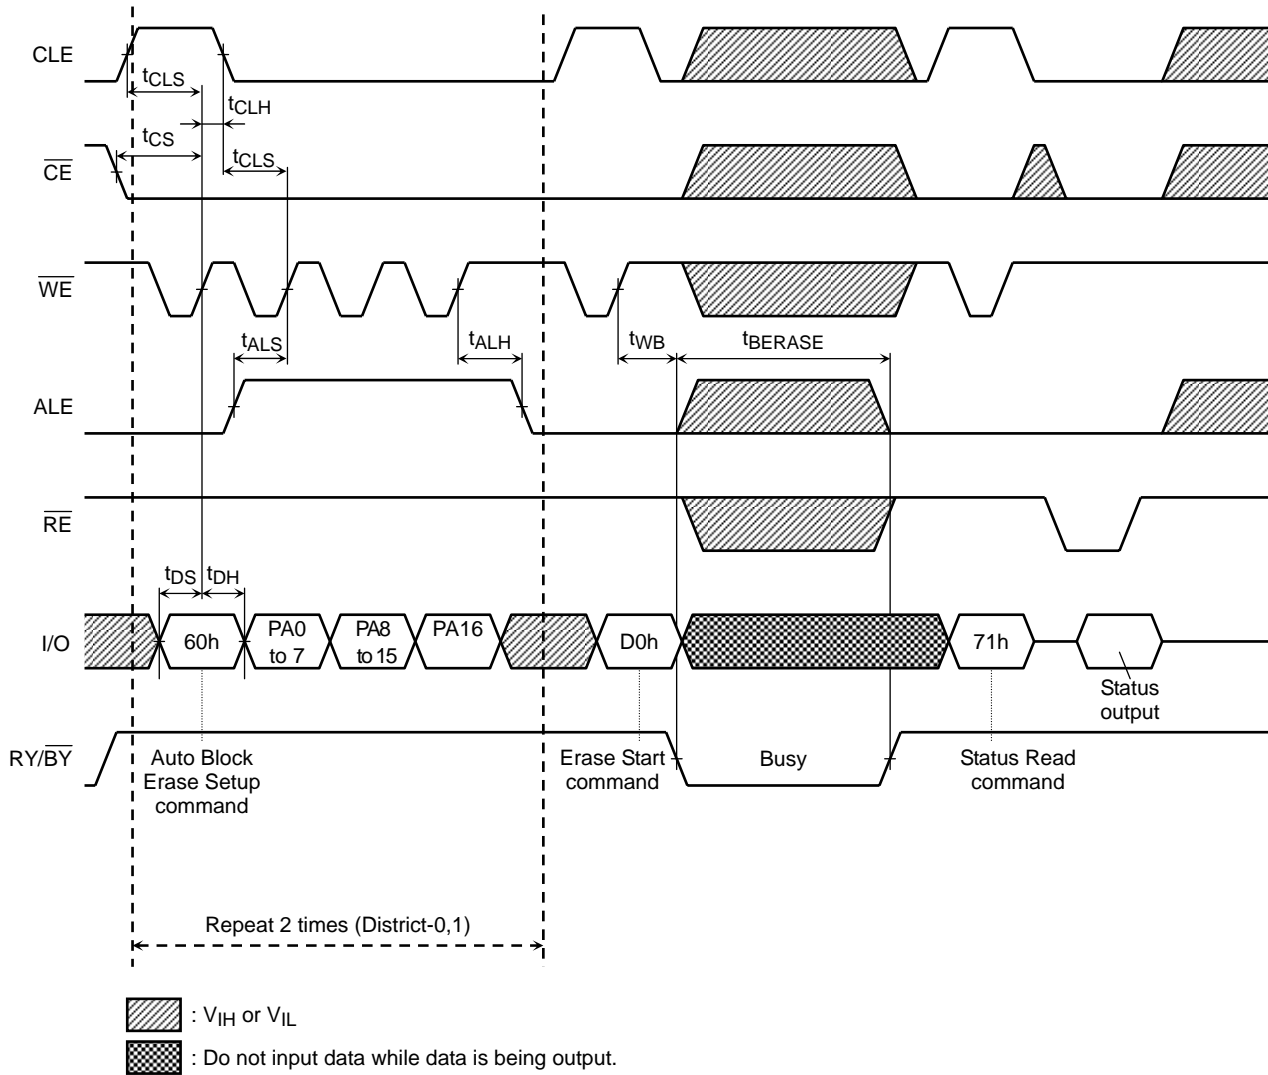 CLE
tCLS
tCLH
tCS
CE
tCLS
WE
tALS
tALH
tWB
tBERASE
ALE
RE
tDS
tDH
I/O
60h
PA0
to 7
PA8
to 15
PA16
D0h
71h
Status
output
RY/BY
Auto Block
Erase Setup
command
Erase Start
command
Busy
Status Read
command
Repeat 2 times (District-0,1)
: VIH or VIL
: Do not input data while data is being output.